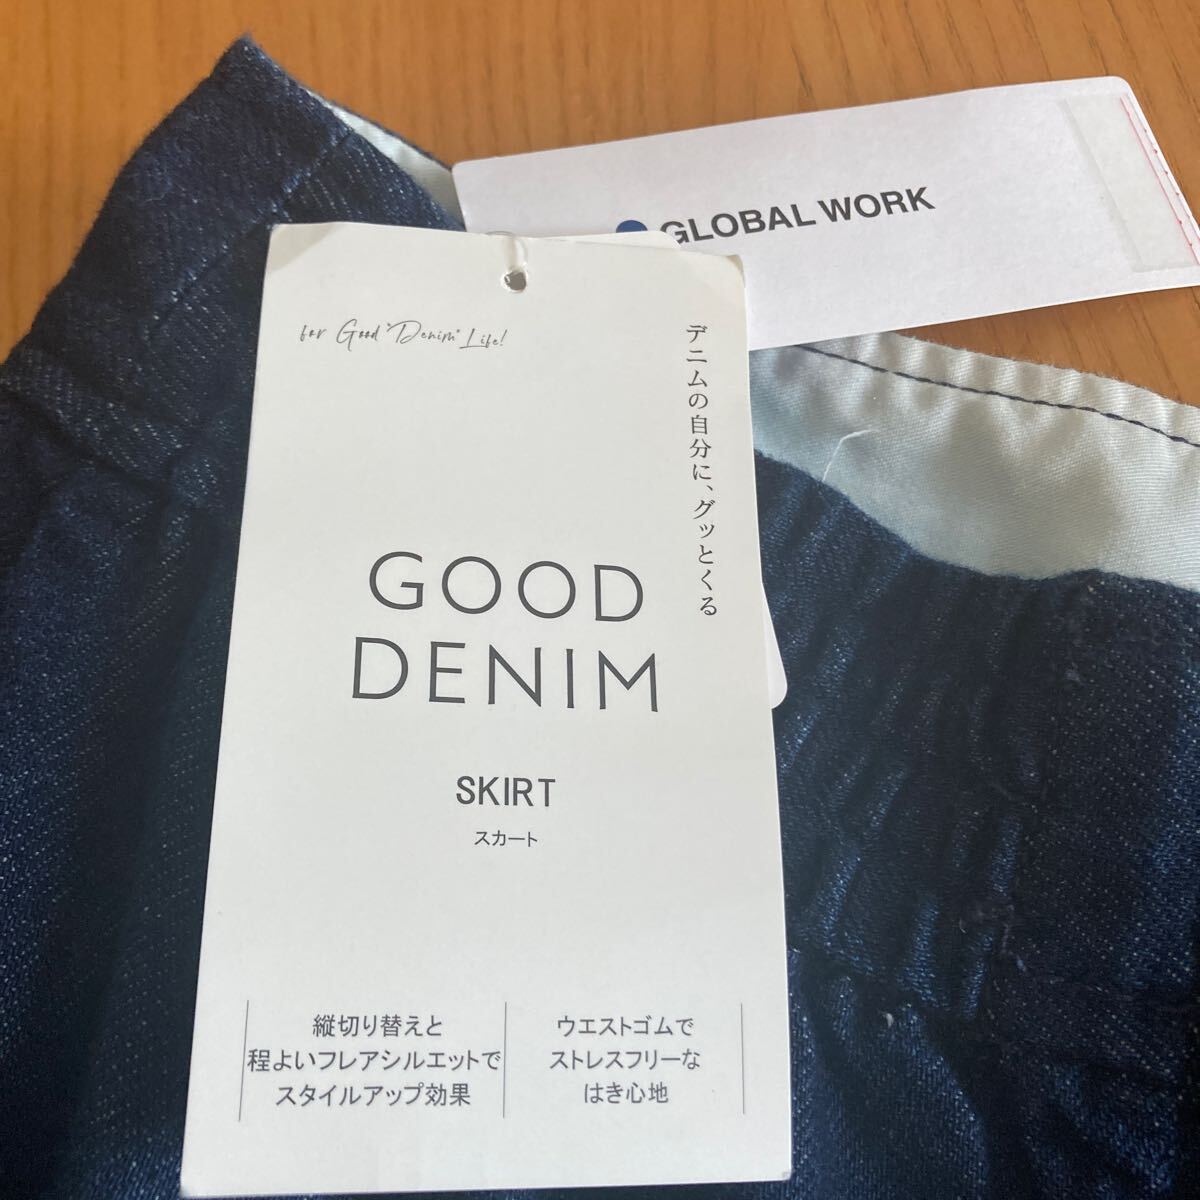 GLOBAL WORK
for Good "Denim" Life!
デニムの自分に、グッとくる
GOOD
DENIM
SKIRT
スカート
縦切り替えと
程よいフレアシルエットで
スタイルアップ効果
ウエストゴムで
ストレスフリーな
はき心地